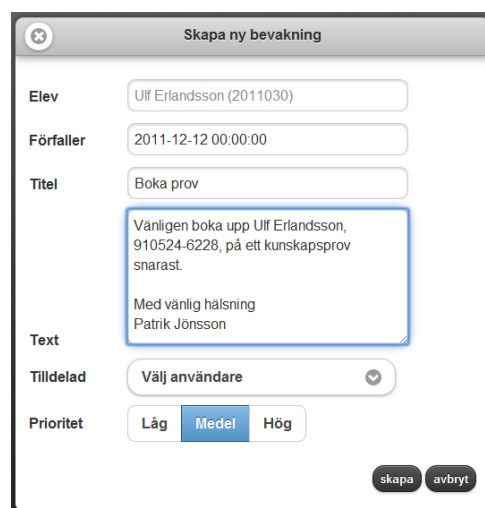 Skapa ny bevakning
Elev
Ulf Erlandsson (2011030)
Förfaller
2011-12-12 00:00:00
Titel
Boka prov
Vänligen boka upp Ulf Erlandsson,
910524-6228, på ett kunskapsprov
snarast.
Med vänlig hälsning
Patrik Jönsson
Text
Tilldelad
Välj användare
Prioritet
Låg Medel Hög
skapa avbryt